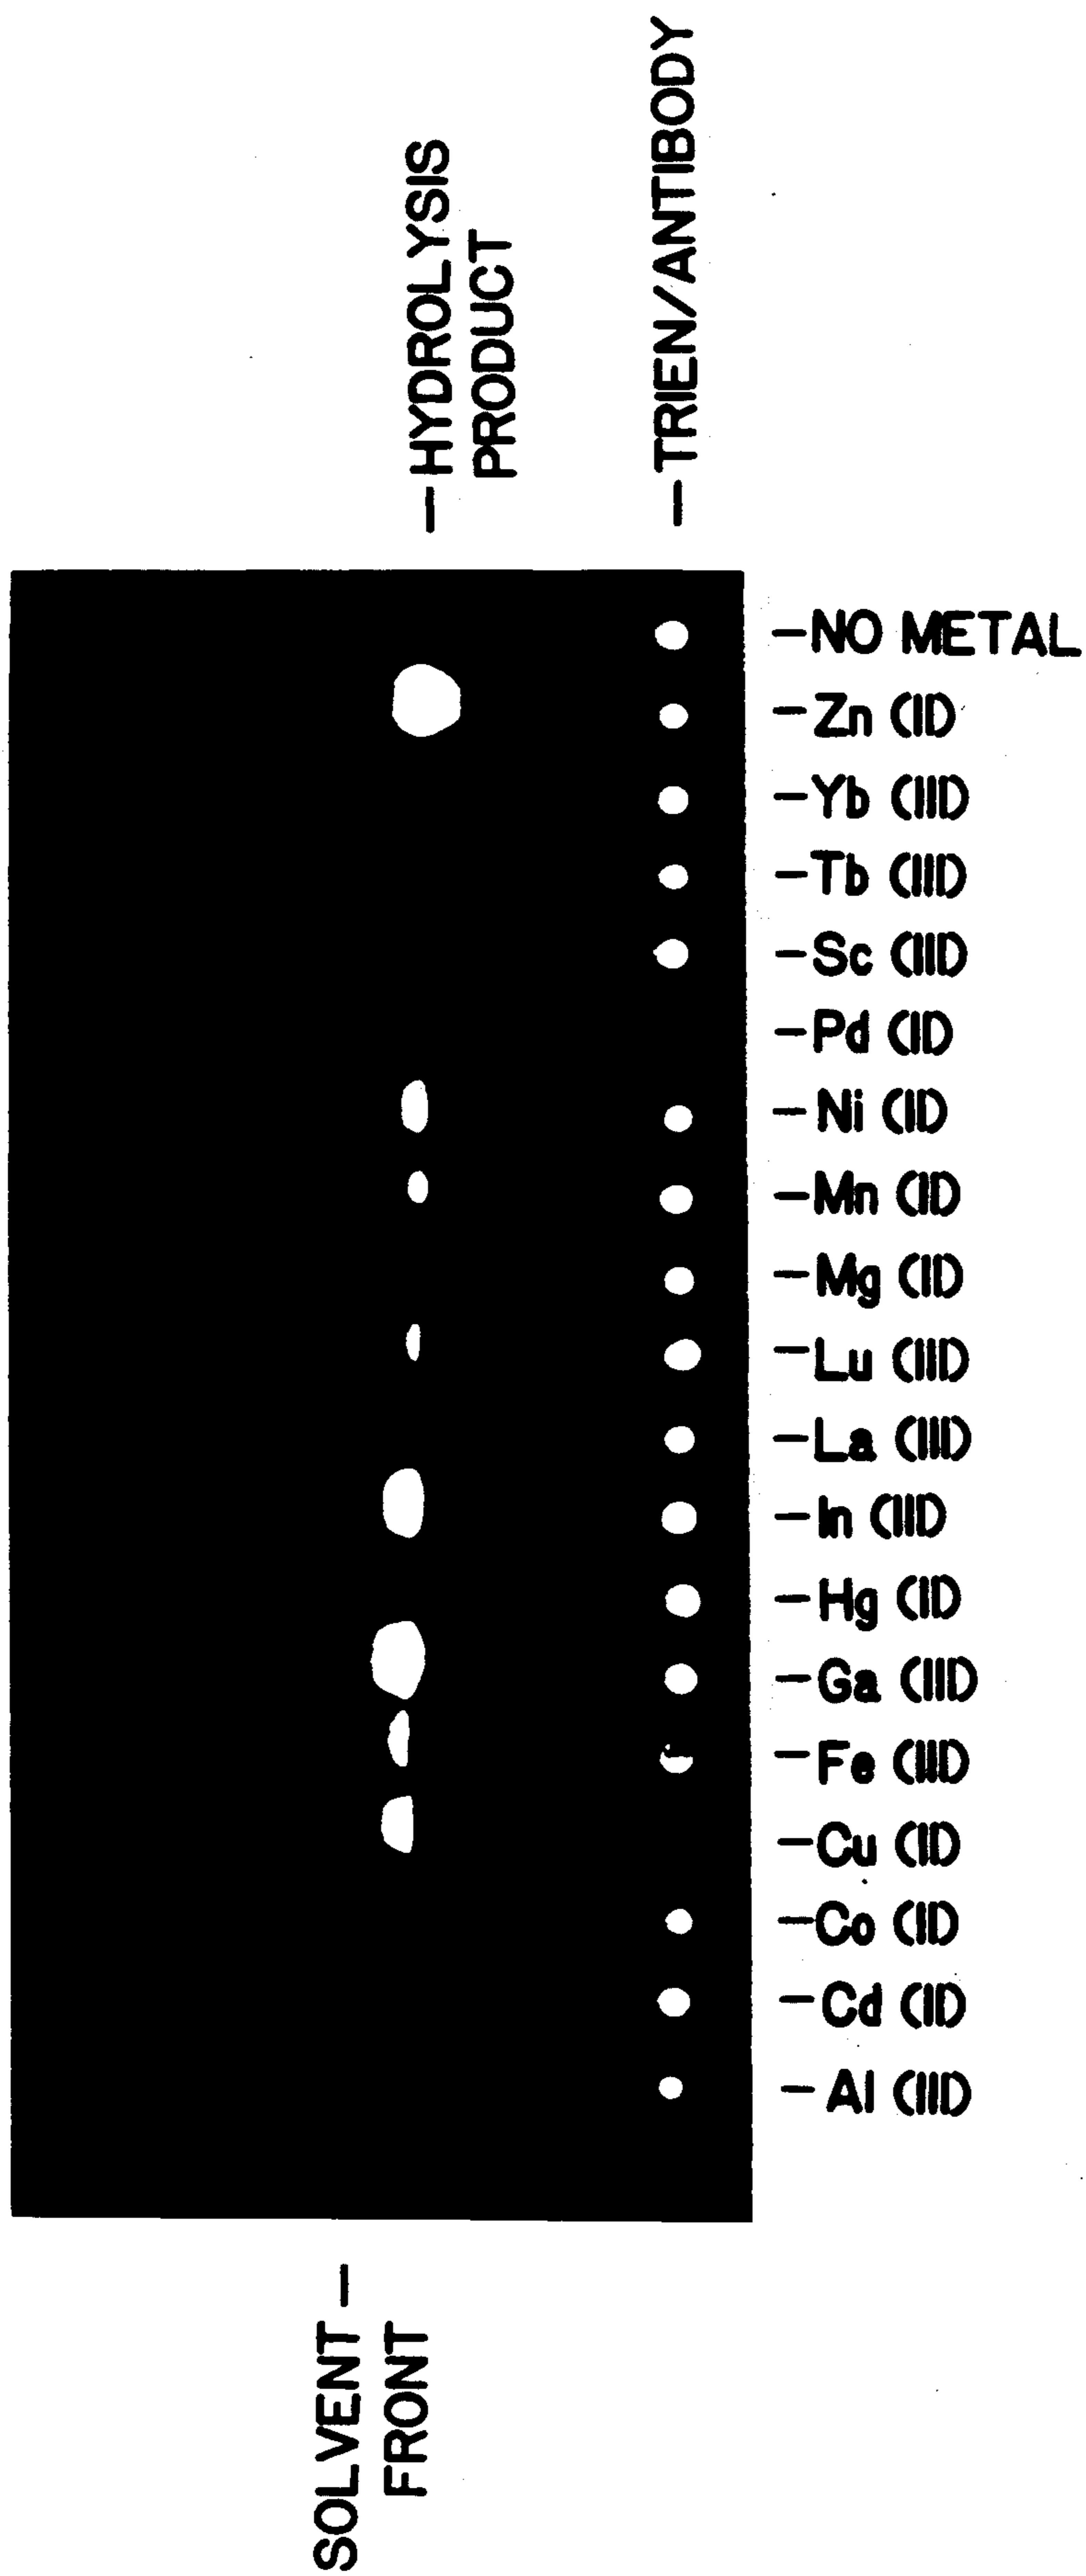 —HYDROLYSIS
PRODUCT
—TRIEN/ANTIBODY
—NO METAL
—Zn (II)
—Yb (III)
—Tb (III)
—Sc (III)
—Pd (II)
—Ni (II)
—Mn (II)
—Mg (II)
—Lu (III)
—La (III)
—In (III)
—Hg (II)
—Ga (III)
—Fe (III)
—Cu (II)
—Co (II)
—Cd (II)
—Al (III)
SOLVENT—
FRONT